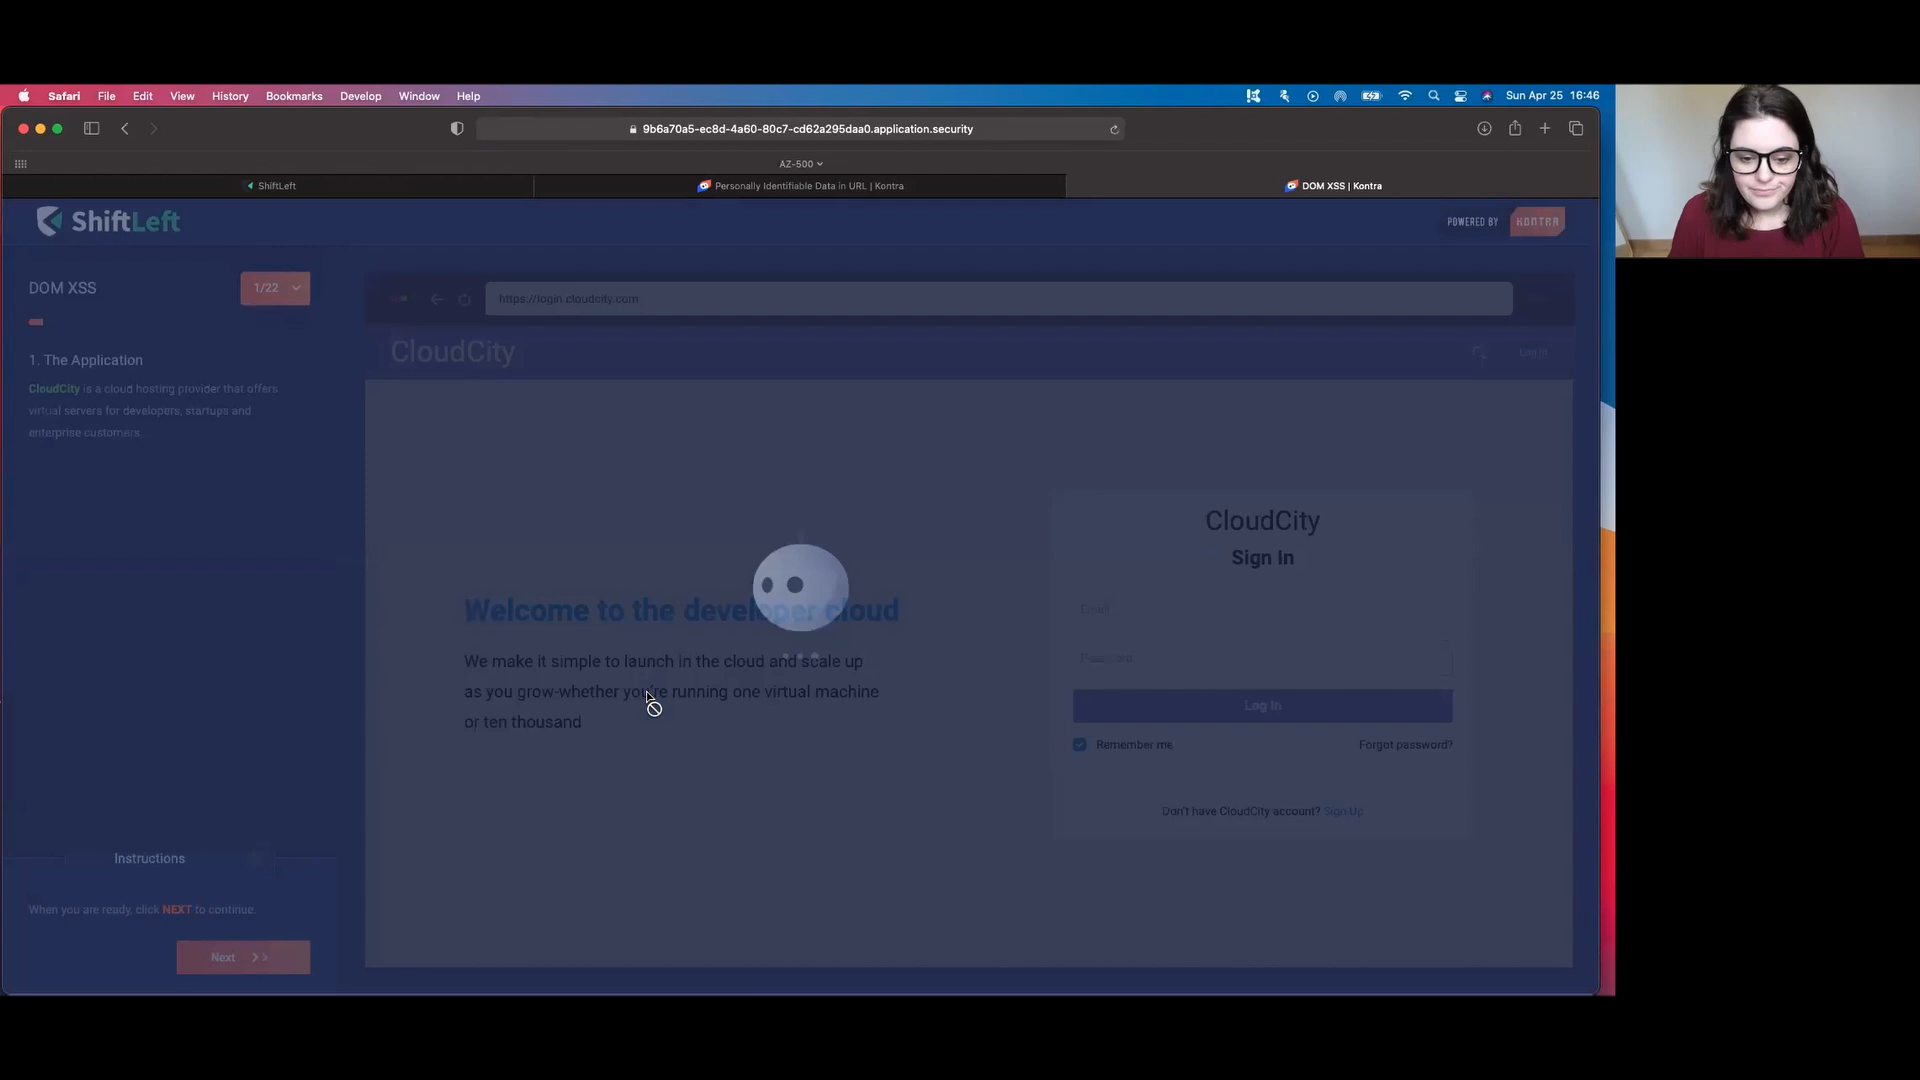 Safari File Edit View History Bookmarks Develop Window Help
Sun Apr 25 16:46
9b6a70a5-ec8d-4a60-80c7-cd62a295daa0.application.security
AZ-500
ShiftLeft
Personally Identifiable Data in URL | Kontra
DOM XSS | Kontra
ShiftLeft
POWERED BY KONTRA
DOM XSS
1/22
1. The Application
CloudCity is a cloud hosting provider that offers
virtual servers for developers, startups and
enterprise customers.
Instructions
When you are ready, click NEXT to continue.
Next
https://login.cloudcity.com
CloudCity
Log In
Welcome to the developer cloud
We make it simple to launch in the cloud and scale up
as you grow-whether you're running one virtual machine
or ten thousand
CloudCity
Sign In
Email
Password
Log In
Remember me
Forgot password?
Don't have CloudCity account? Sign Up